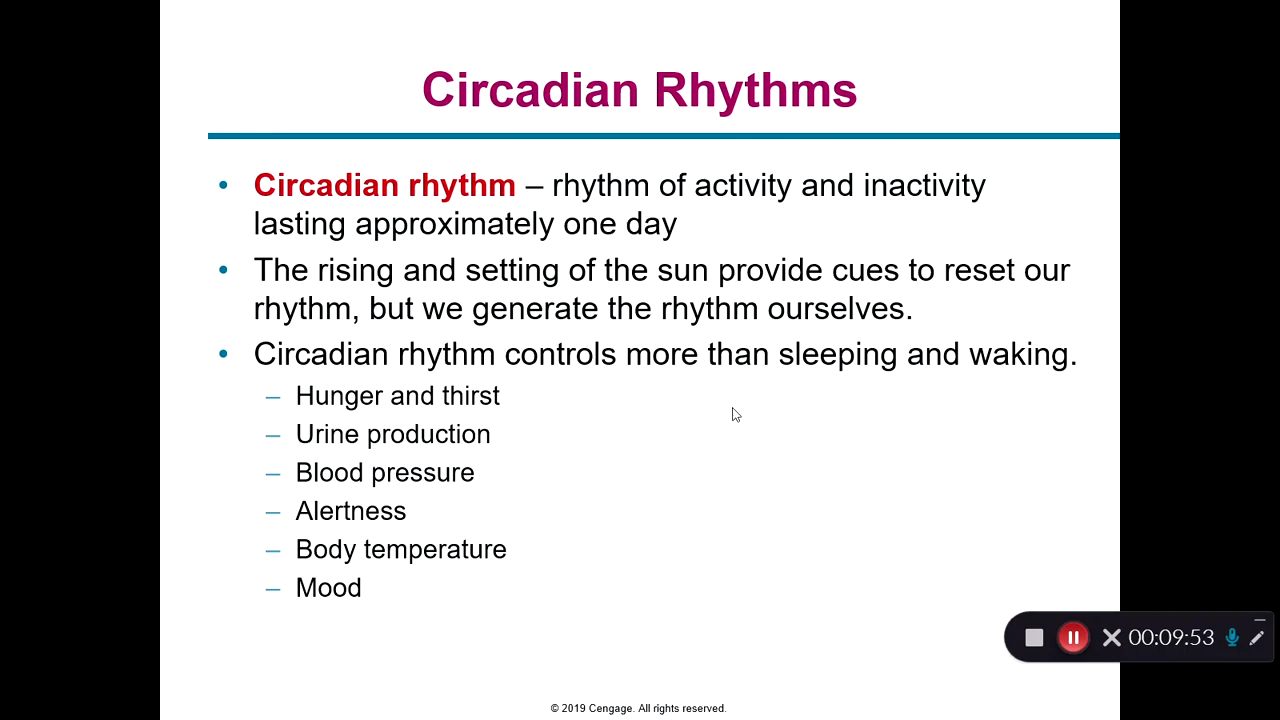 Circadian Rhythms
• Circadian rhythm – rhythm of activity and inactivity
lasting approximately one day
• The rising and setting of the sun provide cues to reset our
rhythm, but we generate the rhythm ourselves.
• Circadian rhythm controls more than sleeping and waking.
– Hunger and thirst
– Urine production
– Blood pressure
– Alertness
– Body temperature
– Mood
00:09:53
© 2019 Cengage. All rights reserved.